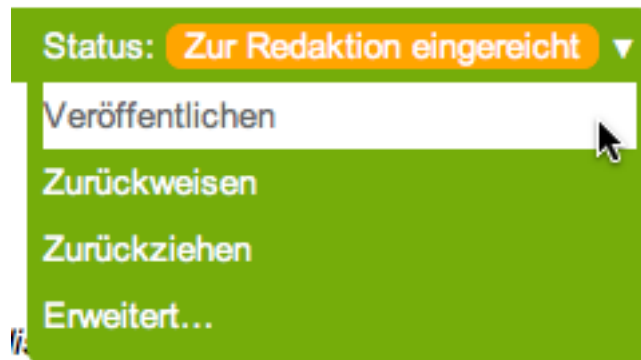 Status: Zur Redaktion eingereicht ▼
Veröffentlichen
Zurückweisen
Zurückziehen
Erweitert...